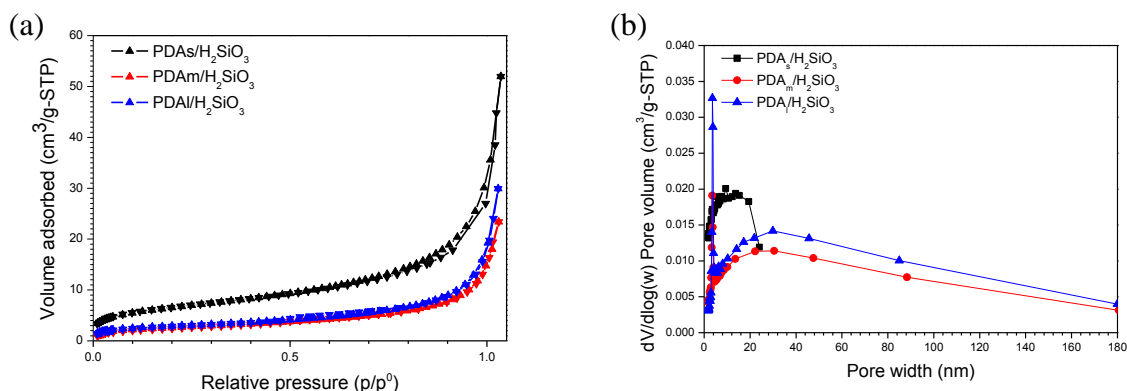 (a)
60
50
40
30
20
10
0
0.0
0.5
1.0
Volume adsorbed (cm³/g-STP)
Relative pressure (p/p⁰)
PDAs/H₂SiO₃
PDAm/H₂SiO₃
PDAl/H₂SiO₃
(b)
0.040
0.035
0.030
0.025
0.020
0.015
0.010
0.005
0.000
0 20 40 60 80 100 120 140 160 180
dV/dlog(w) Pore volume (cm³/g-STP)
Pore width (nm)
PDAₛ/H₂SiO₃
PDAₘ/H₂SiO₃
PDAₗ/H₂SiO₃